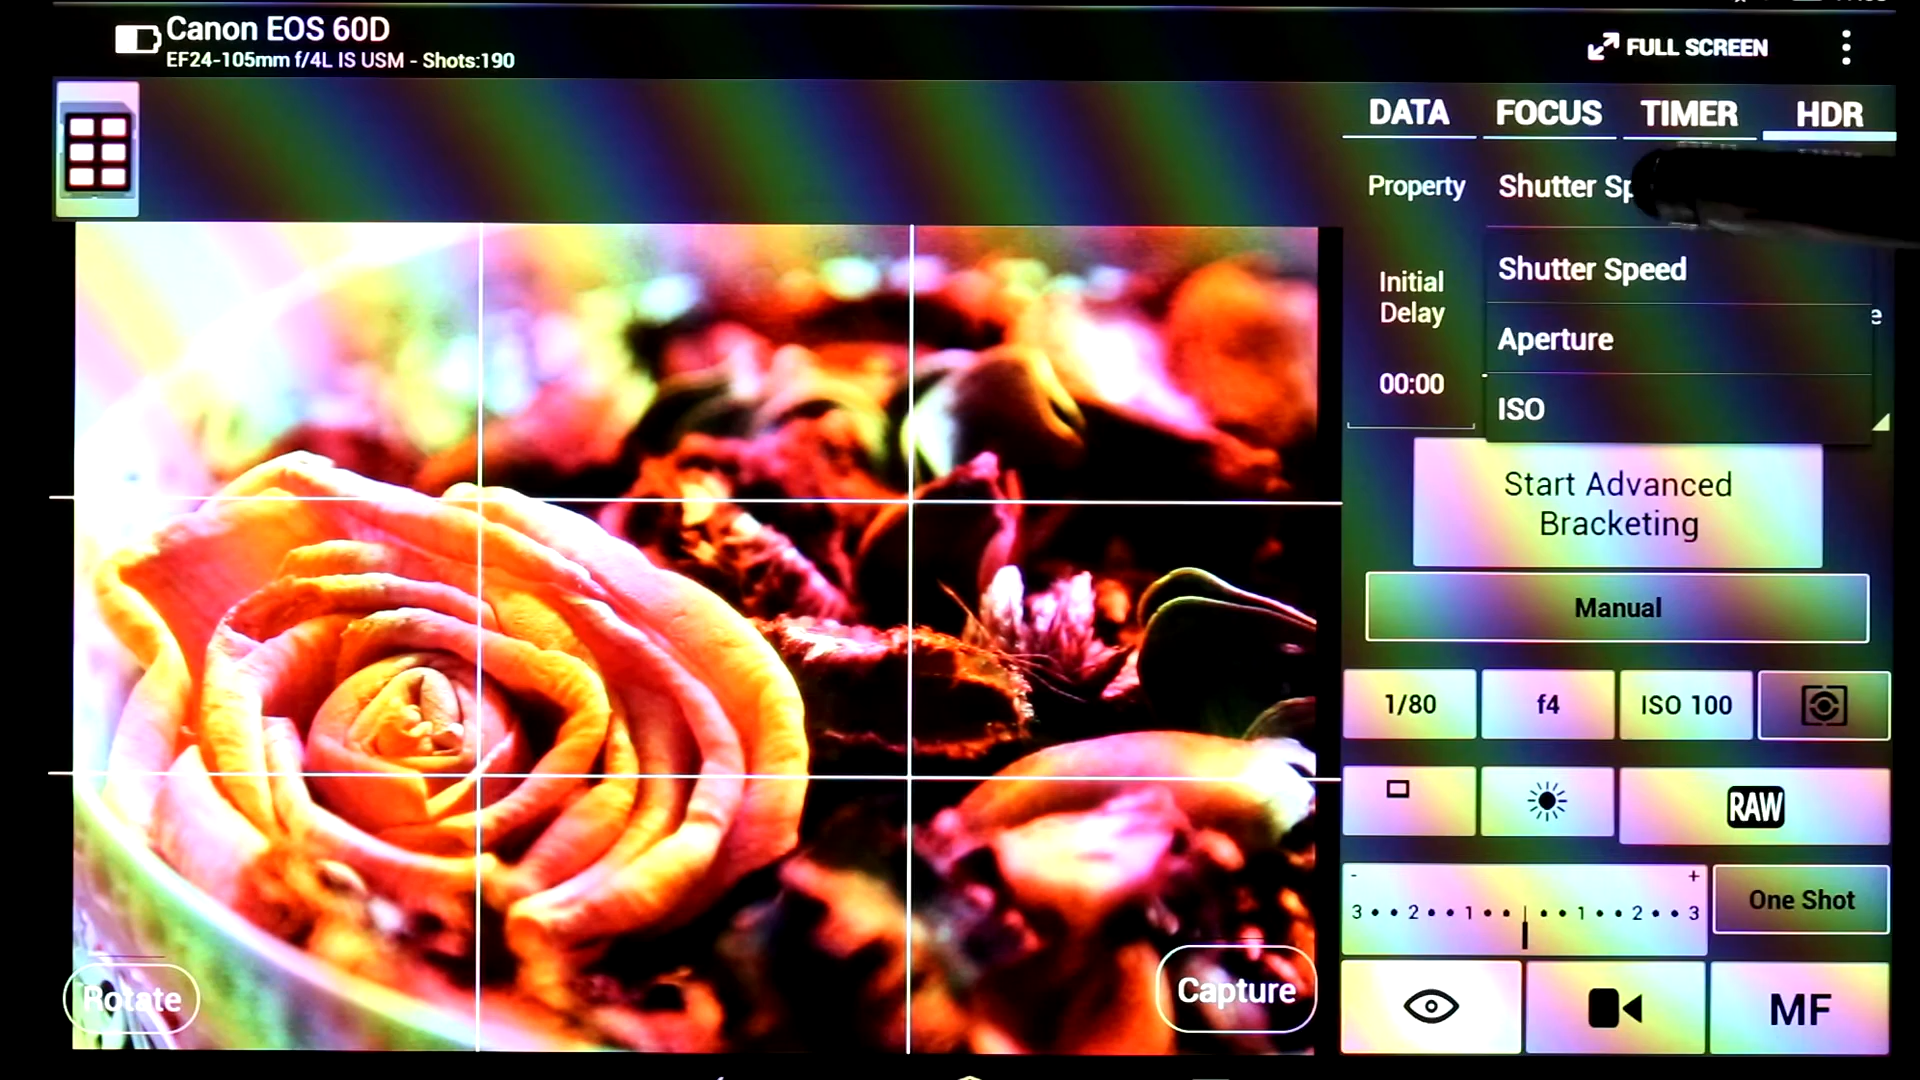 Canon EOS 60D
EF24-105mm f/4L IS USM - Shots:190
FULL SCREEN
DATA FOCUS TIMER HDR
Property Shutter
Shutter Speed
Initial
Delay
Aperture
00:00
ISO
Start Advanced
Bracketing
Manual
1/80 f4 ISO 100
RAW
- +
3 2 1 1 2 3
One Shot
Rotate
Capture
MF